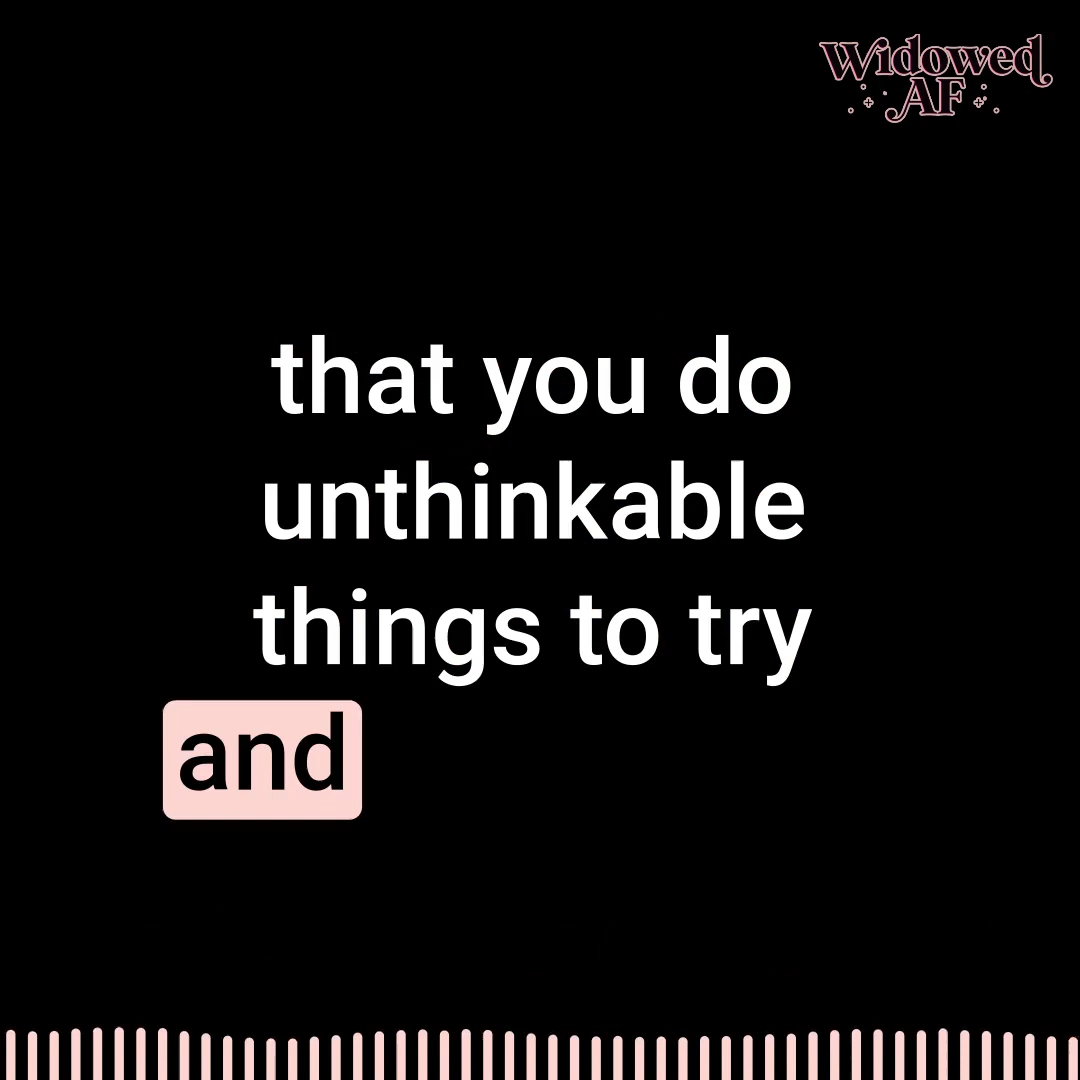 Widowed
AF
that you do
unthinkable
things to try
and